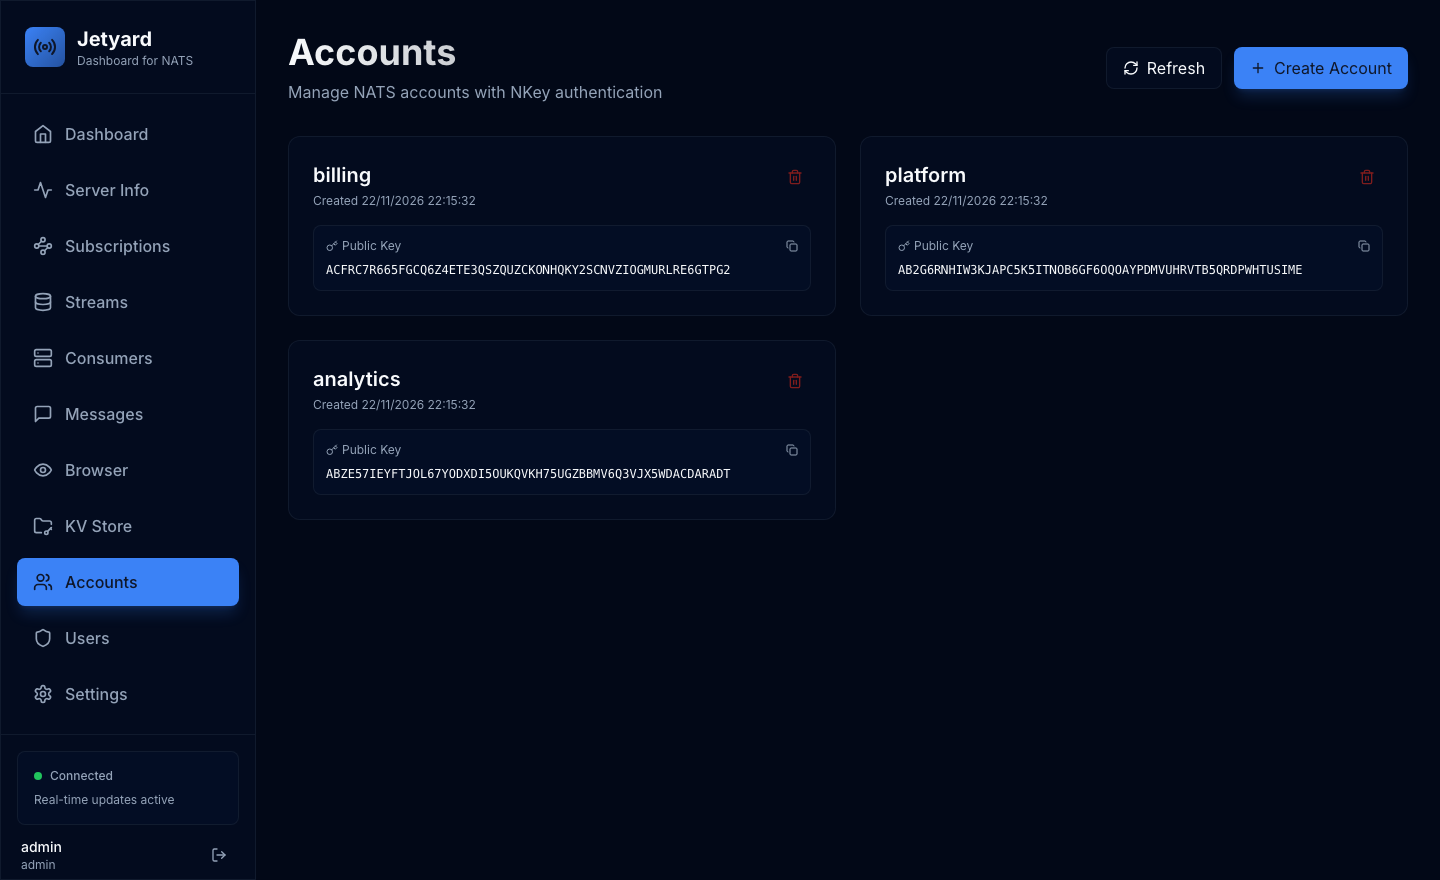 Jetyard
Dashboard for NATS
Dashboard
Server Info
Subscriptions
Streams
Consumers
Messages
Browser
KV Store
Accounts
Users
Settings
Connected
Real-time updates active
admin
admin
Accounts
Manage NATS accounts with NKey authentication
Refresh
Create Account
billing
Created 22/11/2026 22:15:32
Public Key
ACFRC7R665FGCQ6Z4ETE3QSZQUZCKONHQKY2SCNVZIOGMURLRE6GTPG2
platform
Created 22/11/2026 22:15:32
Public Key
AB2G6RNHIW3KJAPC5K5ITNOB6GF6OQOAYPDMVUHRVTB5QRDPWHTUSIME
analytics
Created 22/11/2026 22:15:32
Public Key
ABZE57IEYFTJOL67YODXDI5OUKQVKH75UGZBBMV6Q3VJX5WDACDARADT